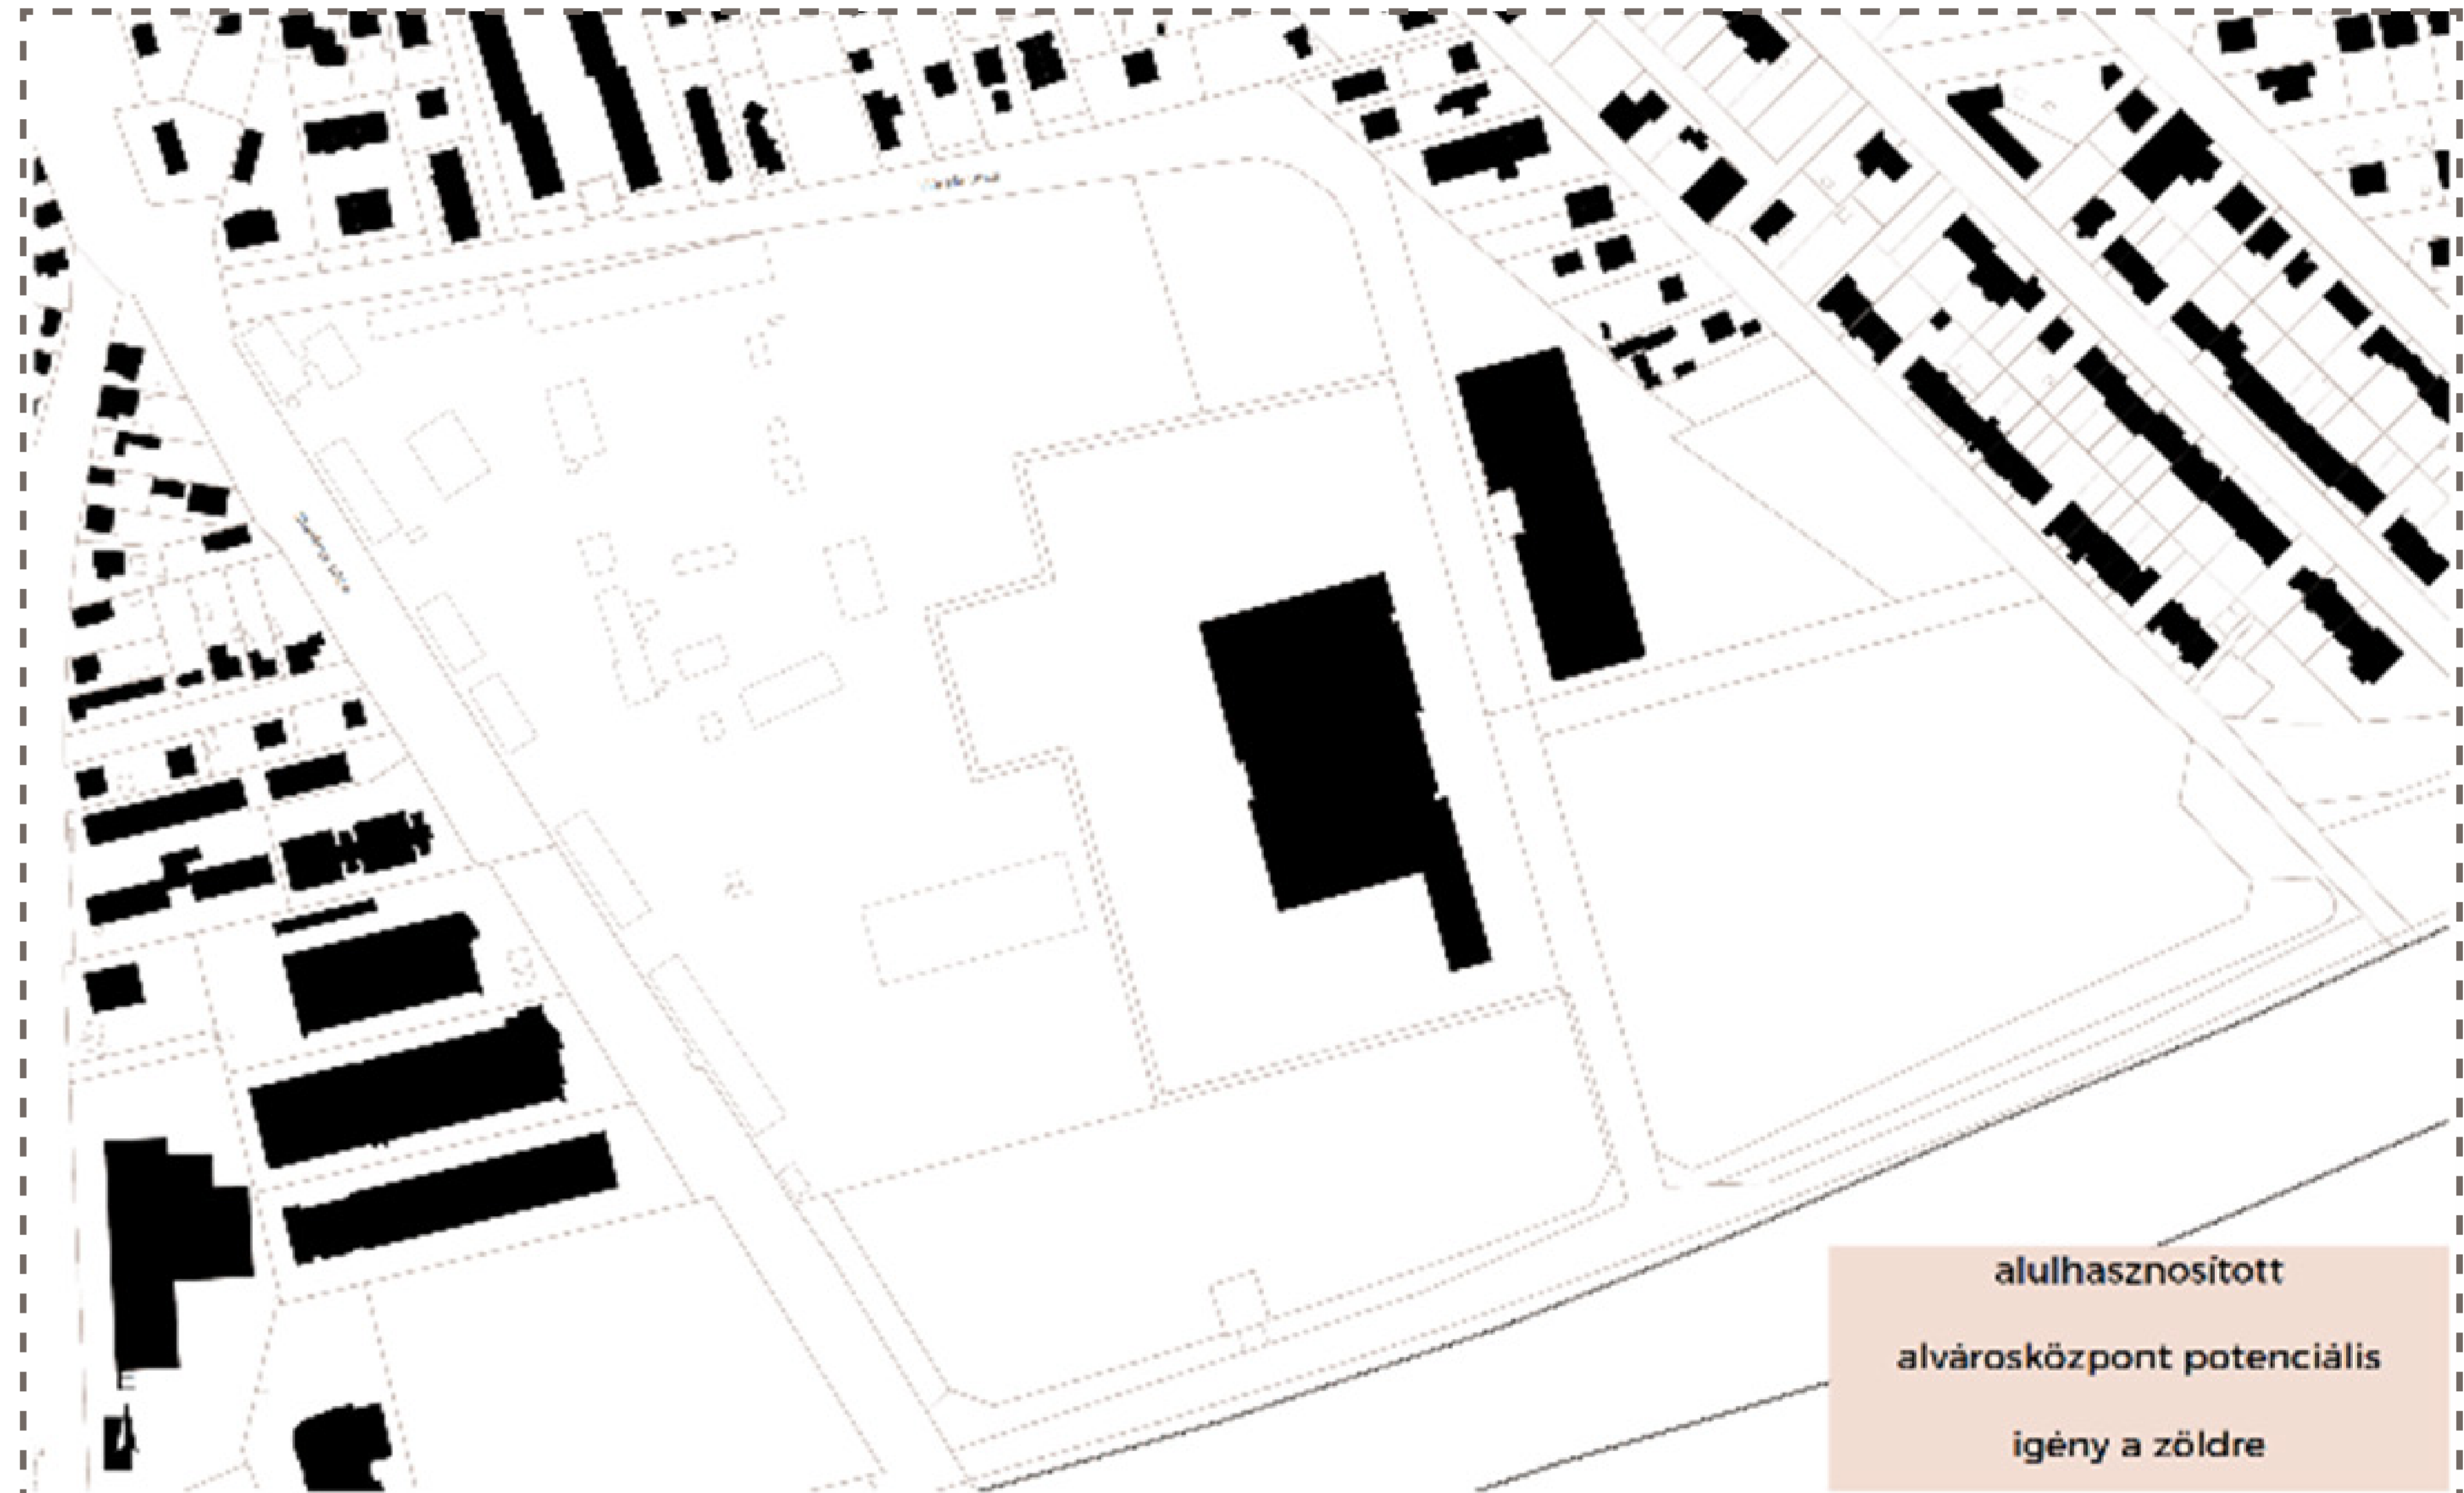 alulhasznosított
alvárosközpont potenciális
igény a zöldre